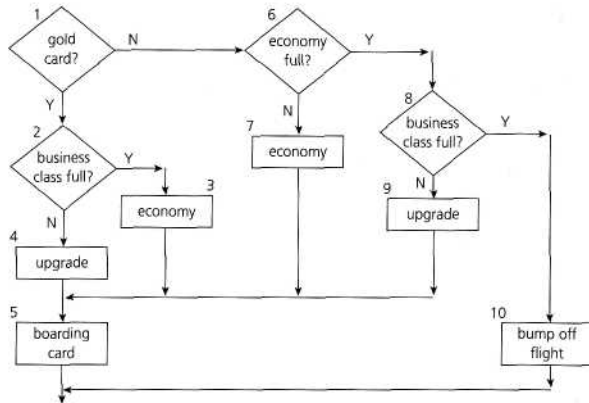 1
gold
card?
N
6
economy
full?
Y
Y
2
business
class full?
Y
N
7
economy
8
business
class full?
Y
3
economy
N
9
upgrade
N
4
upgrade
5
boarding
card
10
bump off
flight